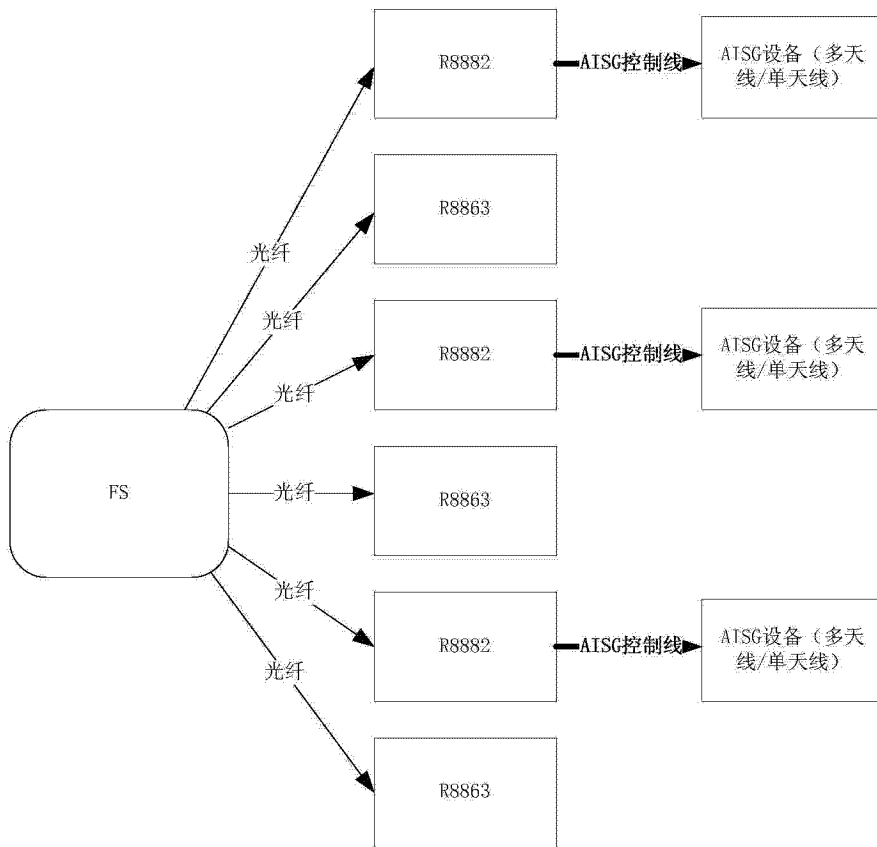 R8882
AISG控制线
AISG设备（多天
线/单天线）
R8863
光纤
光纤
R8882
AISG控制线
AISG设备（多天
线/单天线）
光纤
FS
光纤
R8863
光纤
R8882
AISG控制线
AISG设备（多天
线/单天线）
光纤
R8863